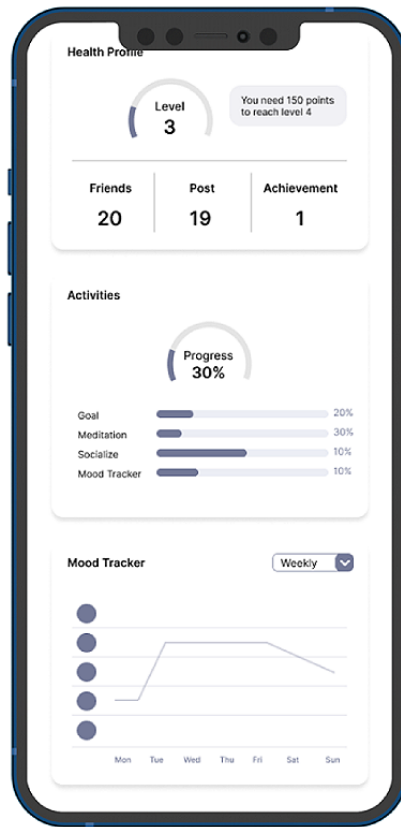 Health Profile
Level
3
You need 150 points
to reach level 4
Friends Post Achievement
20 19 1
Activities
Progress
30%
Goal 20%
Meditation 30%
Socialize 10%
Mood Tracker 10%
Mood Tracker Weekly
Mon Tue Wed Thu Fri Sat Sun